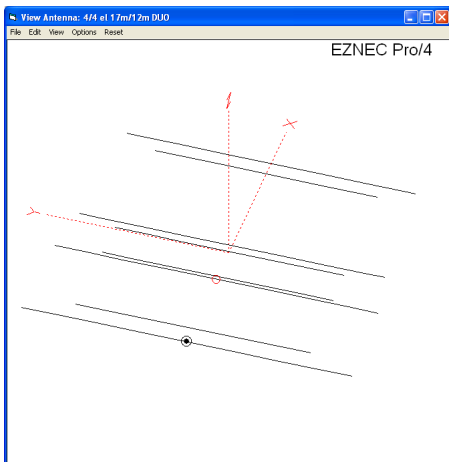 View Antenna: 4/4 el 17m/12m DUO
File Edit View Options Reset
EZNEC Pro/4
Z
X
Y